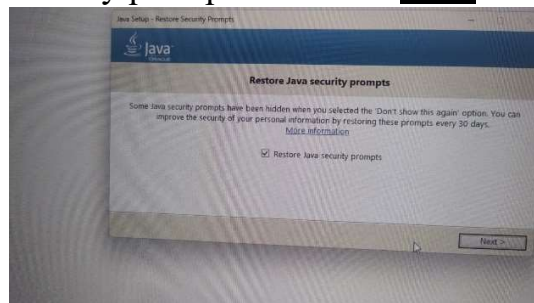 Java Setup - Restore Security Prompts
Java
ORACLE
Restore Java security prompts
Some Java security prompts have been hidden when you selected the 'Don't show this again' option. You can
improve the security of your personal information by restoring these prompts every 30 days.
More information
Restore Java security prompts
Next >